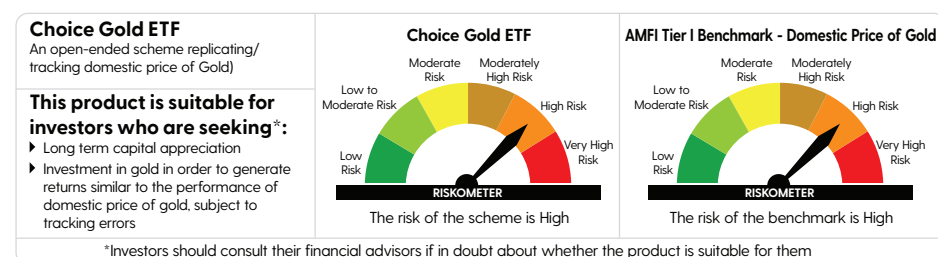 Choice Gold ETF
An open-ended scheme replicating/
tracking domestic price of Gold)
This product is suitable for
investors who are seeking*:
Long term capital appreciation
Investment in gold in order to generate
returns similar to the performance of
domestic price of gold, subject to
tracking errors
Choice Gold ETF
Low
Risk
Low to
Moderate Risk
Moderate
Risk
Moderately
High Risk
High Risk
Very High
Risk
RISKOMETER
The risk of the scheme is High
AMFI Tier I Benchmark - Domestic Price of Gold
Low
Risk
Low to
Moderate Risk
Moderate
Risk
Moderately
High Risk
High Risk
Very High
Risk
RISKOMETER
The risk of the benchmark is High
*Investors should consult their financial advisors if in doubt about whether the product is suitable for them